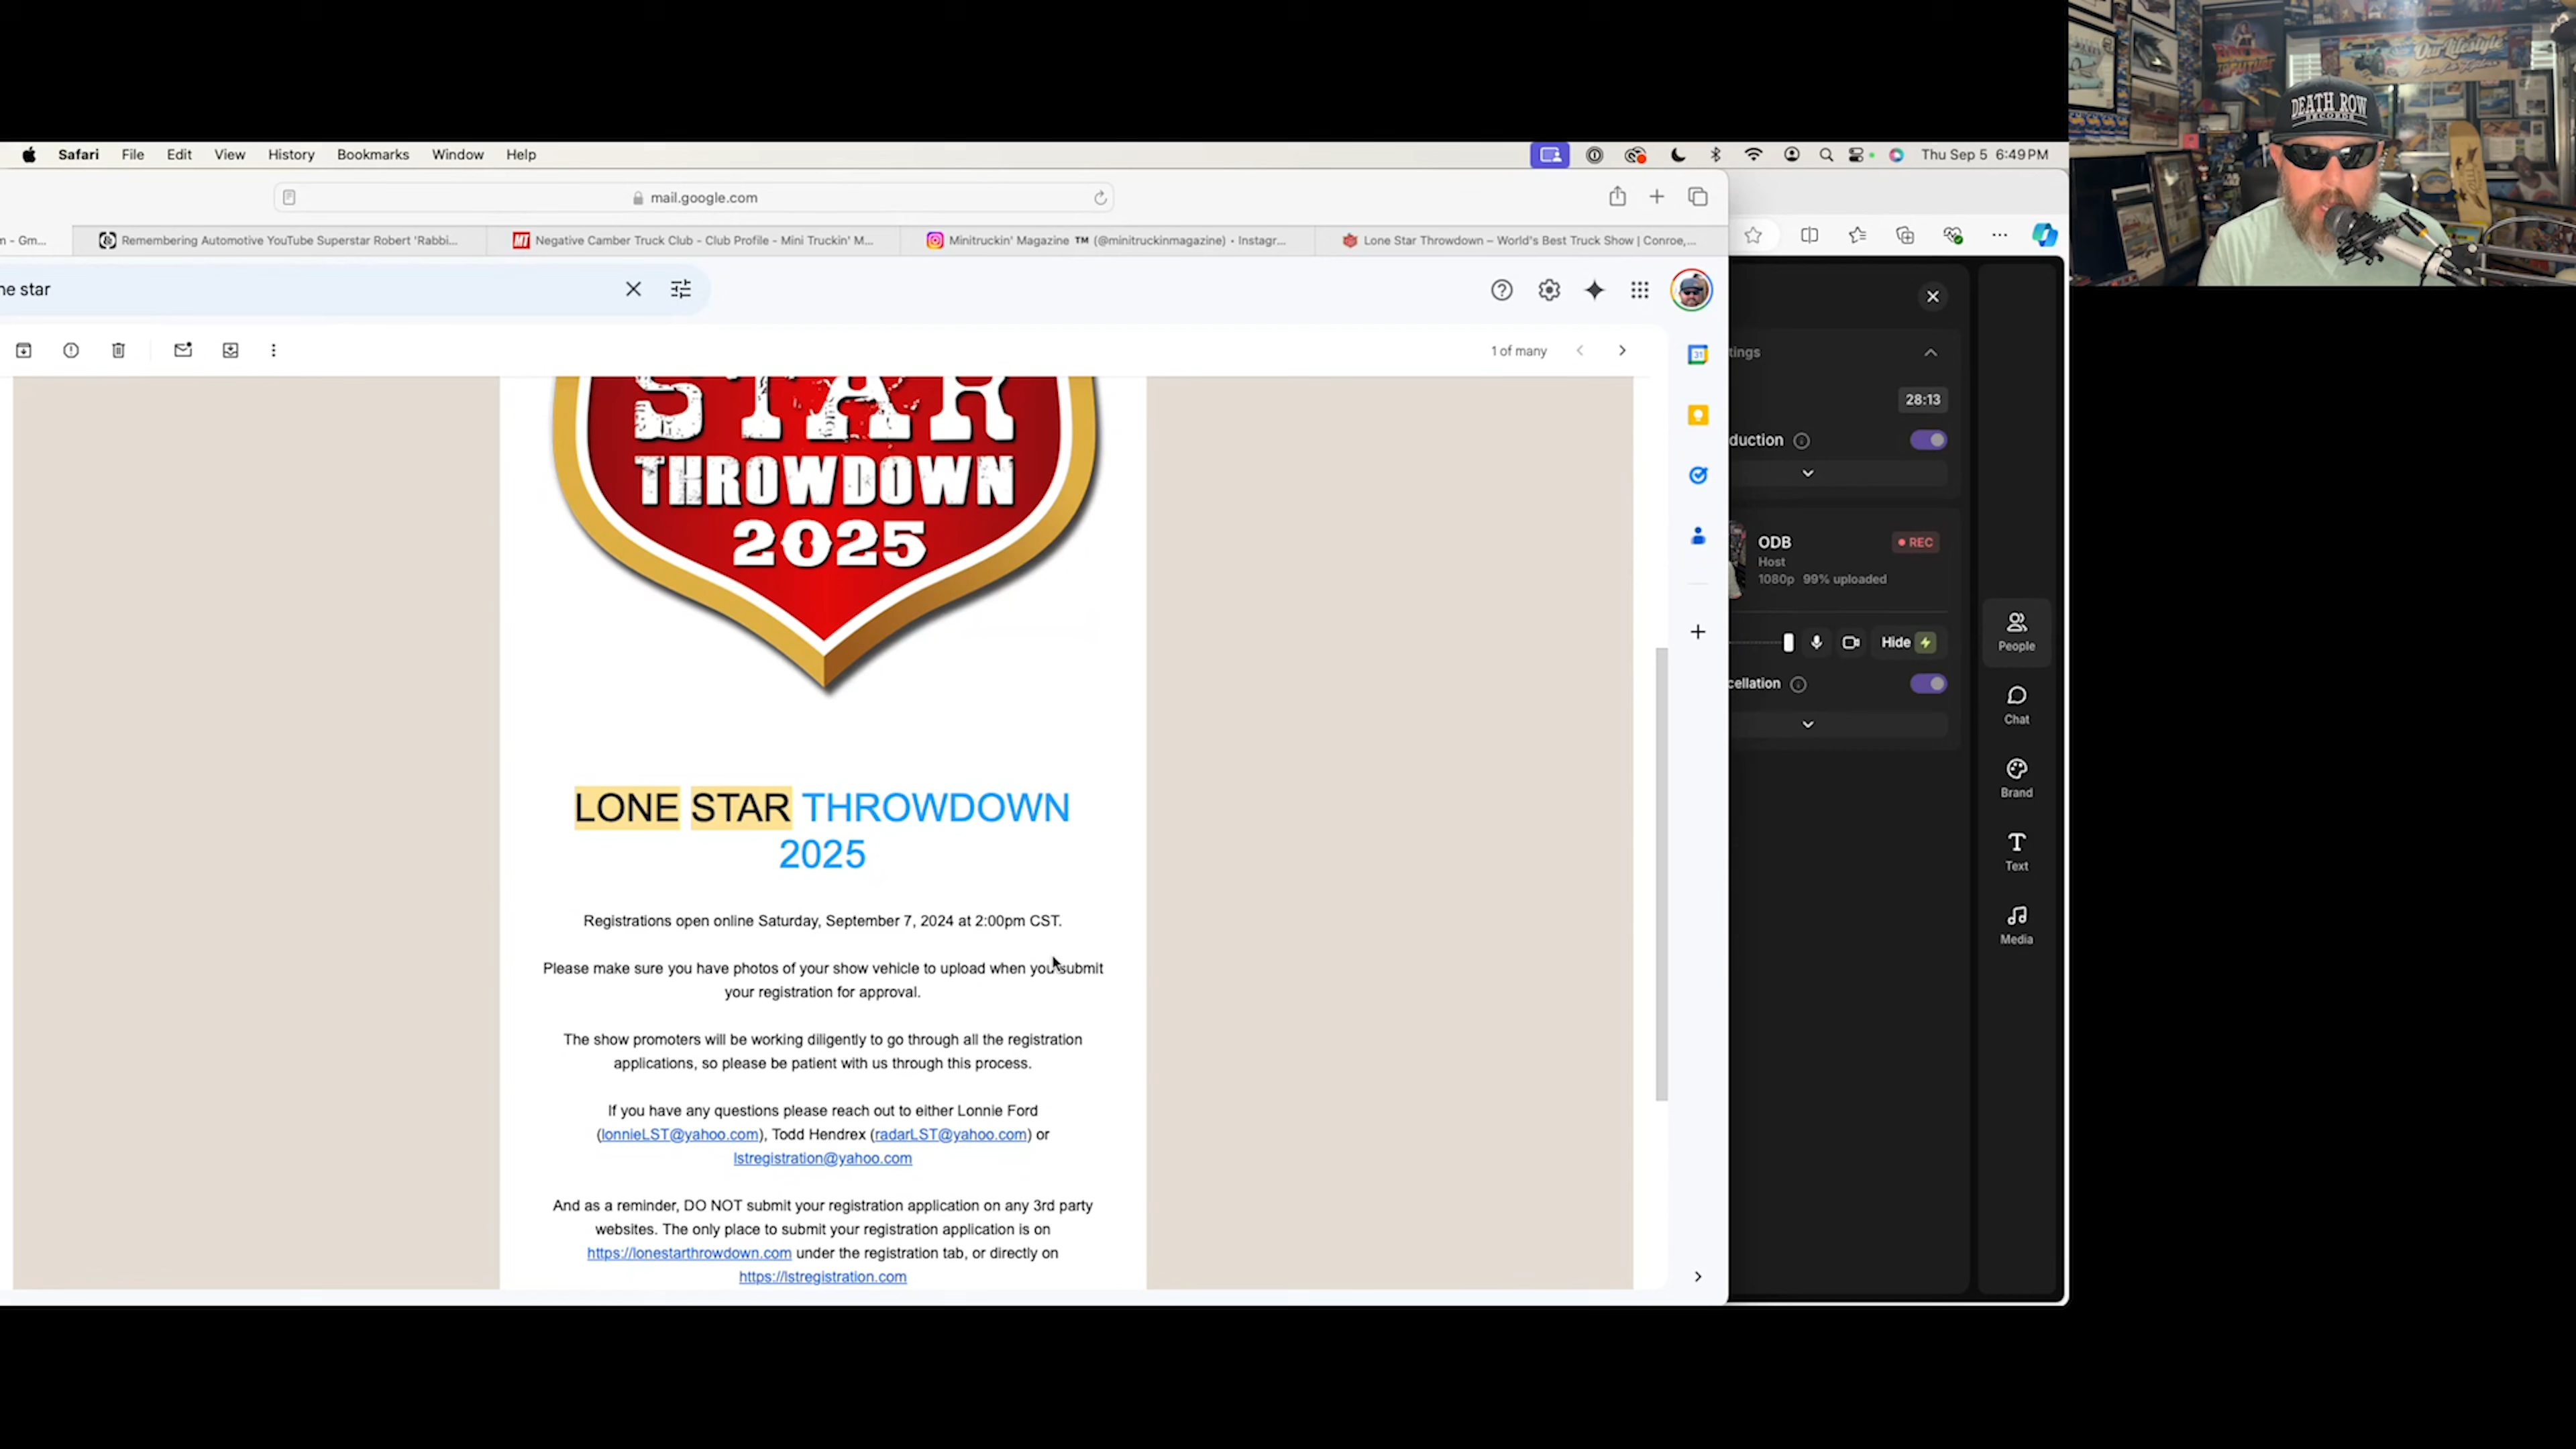 Safari File Edit View History Bookmarks Window Help
Thu Sep 5 6:49 PM
DEATH ROW
RECORDS
Our Lifestyle
mail.google.com
m - Gm...
Remembering Automotive YouTube Superstar Robert 'Rabbi...
Negative Camber Truck Club - Club Profile - Mini Truckin' M...
Minitruckin' Magazine ™ (@minitruckinmagazine) • Instagr...
Lone Star Throwdown – World's Best Truck Show | Conroe,...
ne star
1 of many
STAR
THROWDOWN
2025
LONE STAR THROWDOWN
2025
Registrations open online Saturday, September 7, 2024 at 2:00pm CST.
Please make sure you have photos of your show vehicle to upload when you submit
your registration for approval.
The show promoters will be working diligently to go through all the registration
applications, so please be patient with us through this process.
If you have any questions please reach out to either Lonnie Ford
(lonnieLST@yahoo.com), Todd Hendrex (radarLST@yahoo.com) or
lstregistration@yahoo.com
And as a reminder, DO NOT submit your registration application on any 3rd party
websites. The only place to submit your registration application is on
https://lonestarthrowdown.com under the registration tab, or directly on
https://lstregistration.com
31
tings
28:13
duction
ODB
REC
Host
1080p 99% uploaded
Hide
cellation
People
Chat
Brand
Text
Media